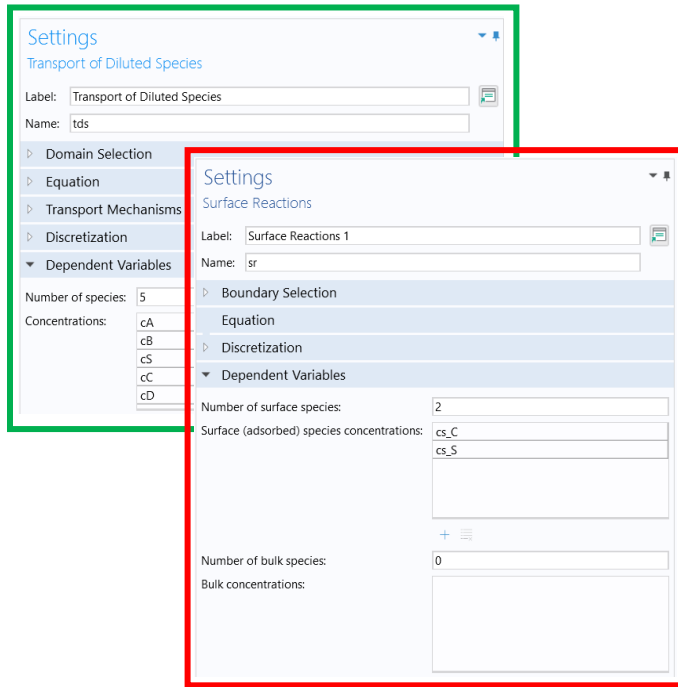 Settings
Transport of Diluted Species
Label: Transport of Diluted Species
Name: tds
Domain Selection
Equation
Transport Mechanisms
Discretization
Dependent Variables
Number of species: 5
Concentrations: cA
cB
cS
cC
cD
Settings
Surface Reactions
Label: Surface Reactions 1
Name: sr
Boundary Selection
Equation
Discretization
Dependent Variables
Number of surface species: 2
Surface (adsorbed) species concentrations: cs_C
cs_S
Number of bulk species: 0
Bulk concentrations: